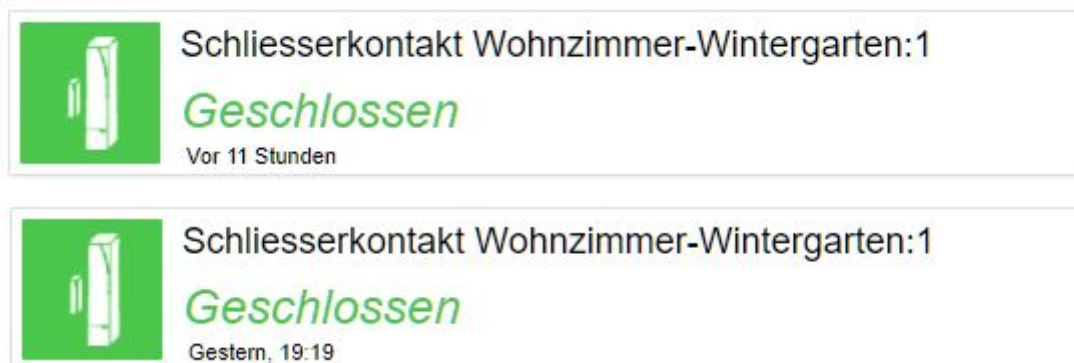 Schliesserkontakt Wohnzimmer-Wintergarten:1
Geschlossen
Vor 11 Stunden
Schliesserkontakt Wohnzimmer-Wintergarten:1
Geschlossen
Gestern, 19:19